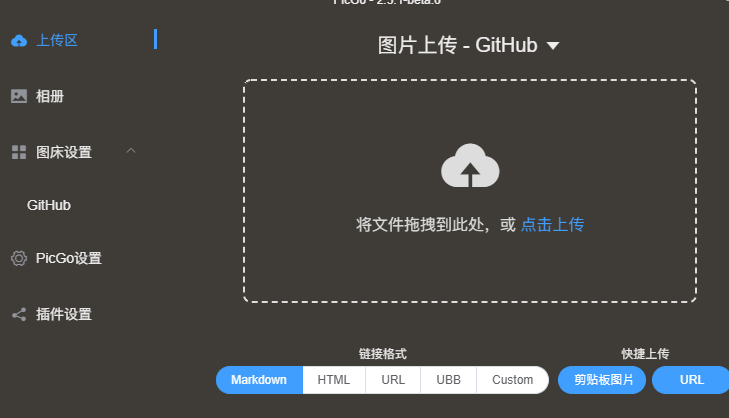 PicGo - 2.3.1-beta.6
上传区
图片上传 - GitHub
相册
图床设置
将文件拖拽到此处，或 点击上传
GitHub
PicGo设置
插件设置
链接格式
快捷上传
Markdown HTML URL UBB Custom
剪贴板图片 URL